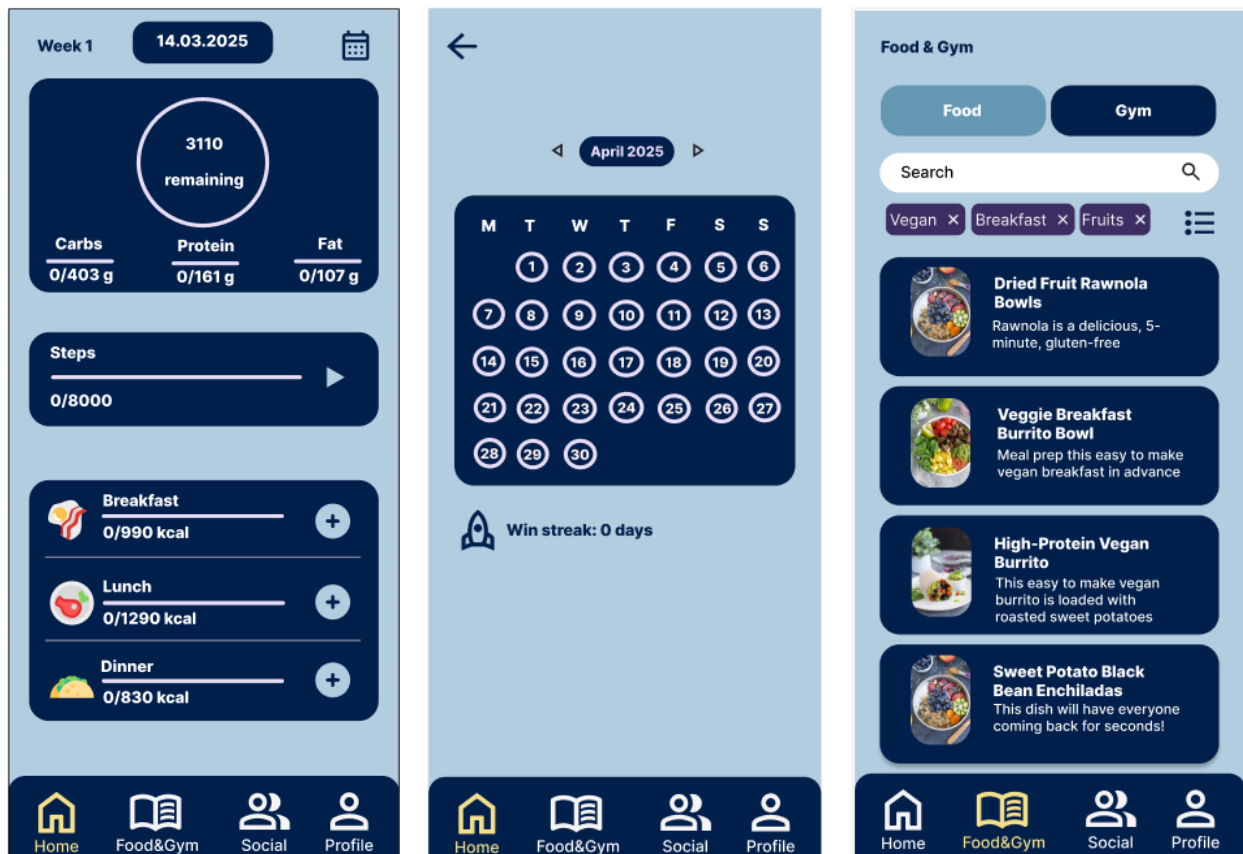 Week 1
14.03.2025
3110
remaining
Carbs
Protein
Fat
0/403 g
0/161 g
0/107 g
Steps
0/8000
Breakfast
0/990 kcal
Lunch
0/1290 kcal
Dinner
0/830 kcal
Home Food&Gym Social Profile
April 2025
M T W T F S S
1 2 3 4 5 6
7 8 9 10 11 12 13
14 15 16 17 18 19 20
21 22 23 24 25 26 27
28 29 30
Win streak: 0 days
Home Food&Gym Social Profile
Food & Gym
Food Gym
Search
Vegan × Breakfast × Fruits ×
Dried Fruit Rawnola
Bowls
Rawnola is a delicious, 5-
minute, gluten-free
Veggie Breakfast
Burrito Bowl
Meal prep this easy to make
vegan breakfast in advance
High-Protein Vegan
Burrito
This easy to make vegan
burrito is loaded with
roasted sweet potatoes
Sweet Potato Black
Bean Enchiladas
This dish will have everyone
coming back for seconds!
Home Food&Gym Social Profile